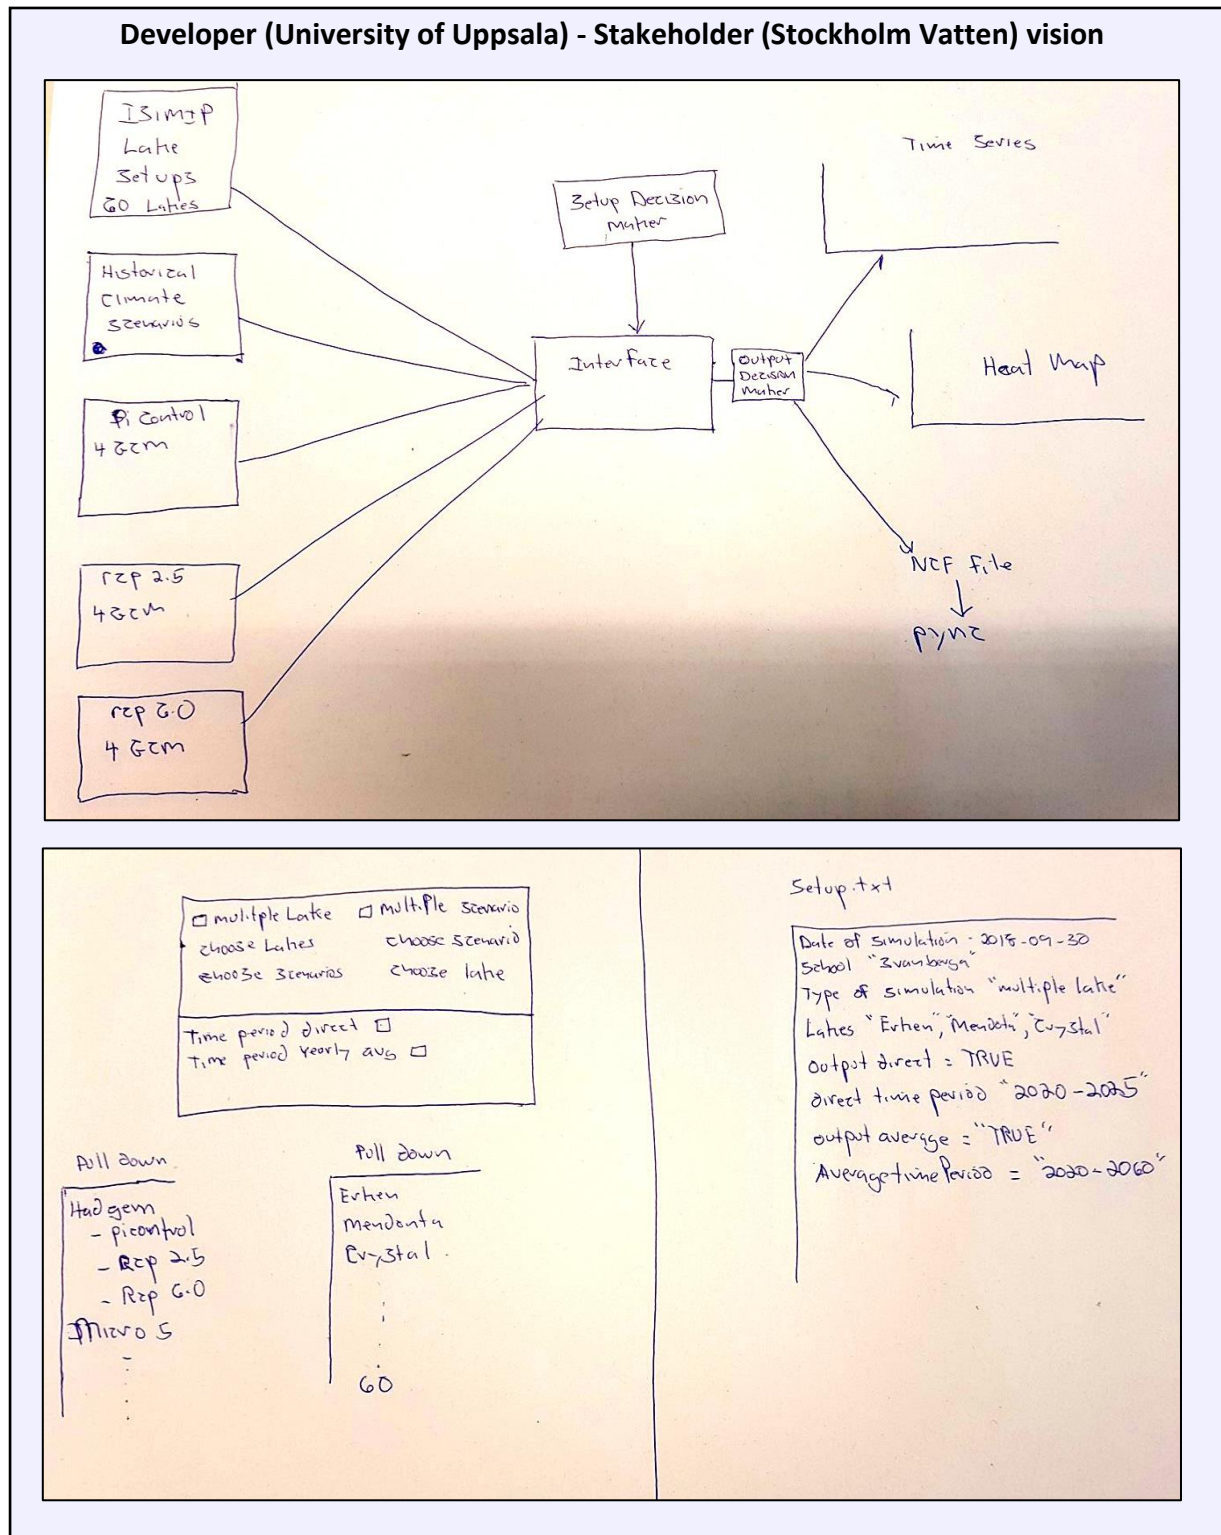 Developer (University of Uppsala) - Stakeholder (Stockholm Vatten) vision
ISIMIP
Lake
Setups
60 Lakes
Historical
Climate
Scenarios
Pi control
4 GCM
rcp 2.5
4 GCM
rcp 6.0
4 GCM
Setup Decision
Maker
Interface
Output
Decision
Maker
Time Series
Heat Map
NCF file
pync
mulitple Lake
multiple scenario
choose Lakes
choose scenario
choose scenarios
choose lake
Time period direct
Time period Yearly avg
Pull down
Hadgem
- picontrol
- Rcp 2.5
- Rcp 6.0
Micro 5
Pull down
Erken
Mendonta
Crystal
60
Setup.txt
Date of simulation - 2018-09-30
School "Svanberga"
Type of simulation "multiple lake"
Lakes "Erken", "Mendota", "Crystal"
Output direct = TRUE
direct time period "2020-2025"
output average = "TRUE"
Average time Period = "2020-2060"